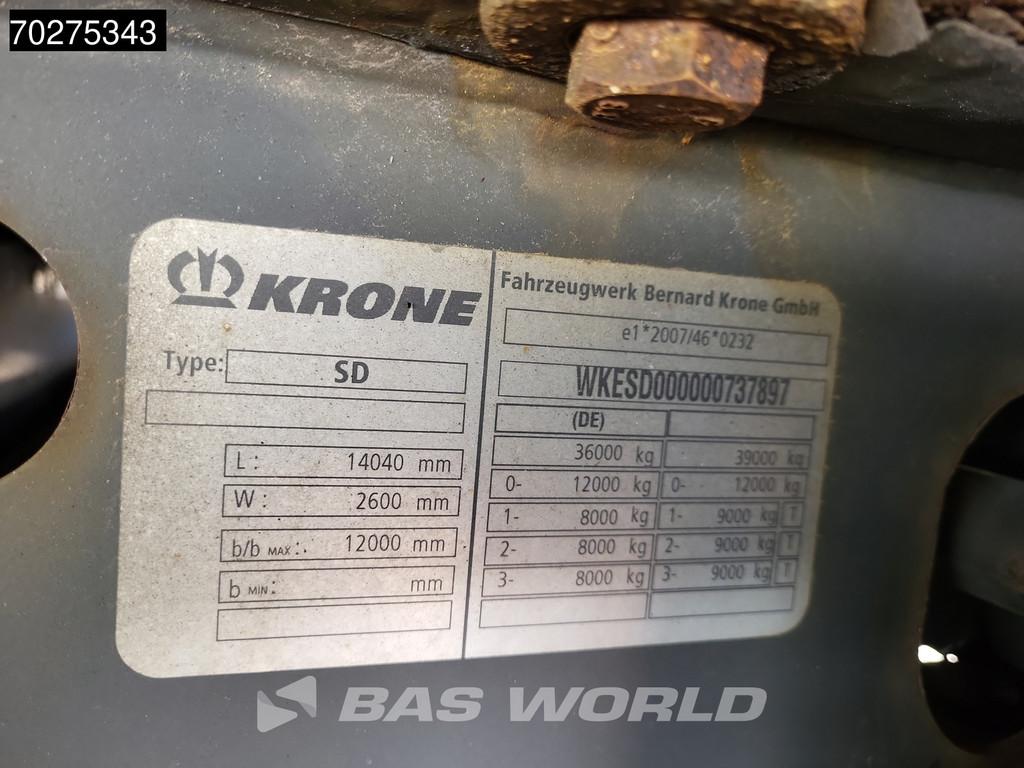 70275343
KRONE
Type: SD
L: 14040 mm
W: 2600 mm
b/b MAX: 12000 mm
b MIN: mm
Fahrzeugwerk Bernard Krone GmbH
e1*2007/46*0232
WKESD000000737897
(DE)
36000 kg 39000 kg
0- 12000 kg 0- 12000 kg
1- 8000 kg 1- 9000 kg T
2- 8000 kg 2- 9000 kg T
3- 8000 kg 3- 9000 kg T
BAS WORLD